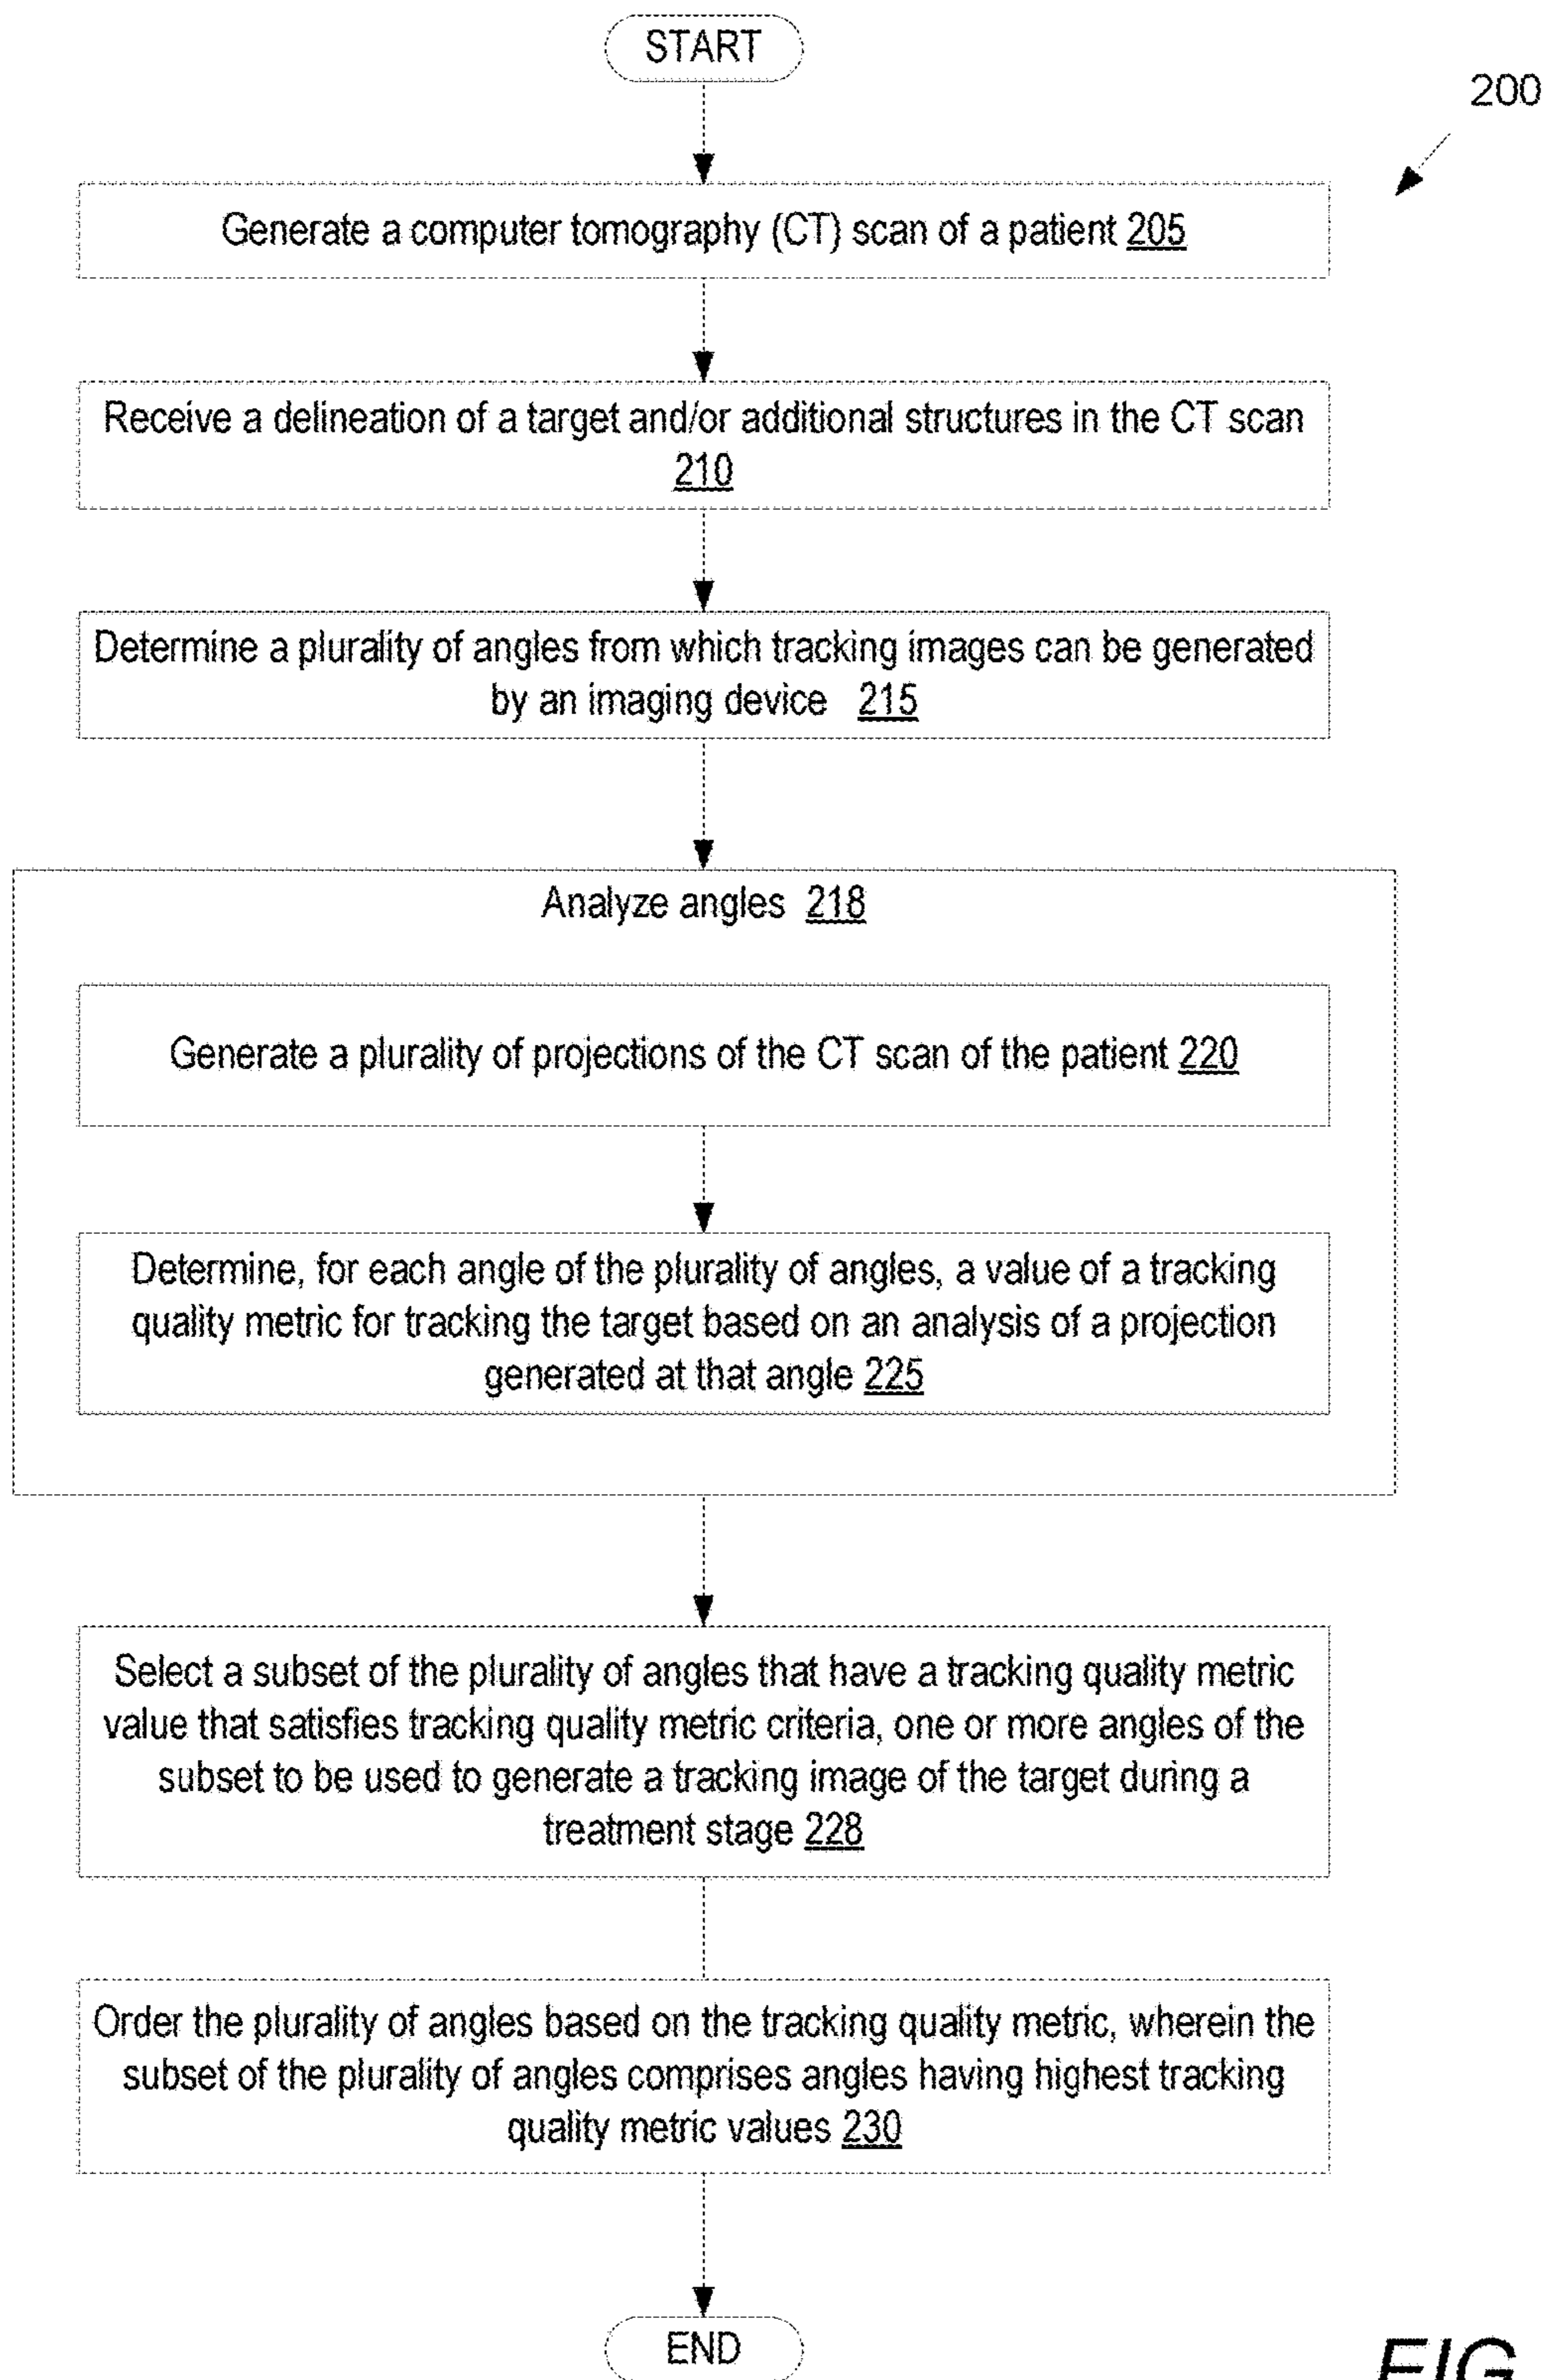 START
200
Generate a computer tomography (CT) scan of a patient 205
Receive a delineation of a target and/or additional structures in the CT scan
210
Determine a plurality of angles from which tracking images can be generated
by an imaging device 215
Analyze angles 218
Generate a plurality of projections of the CT scan of the patient 220
Determine, for each angle of the plurality of angles, a value of a tracking
quality metric for tracking the target based on an analysis of a projection
generated at that angle 225
Select a subset of the plurality of angles that have a tracking quality metric
value that satisfies tracking quality metric criteria, one or more angles of the
subset to be used to generate a tracking image of the target during a
treatment stage 228
Order the plurality of angles based on the tracking quality metric, wherein the
subset of the plurality of angles comprises angles having highest tracking
quality metric values 230
END
FIG